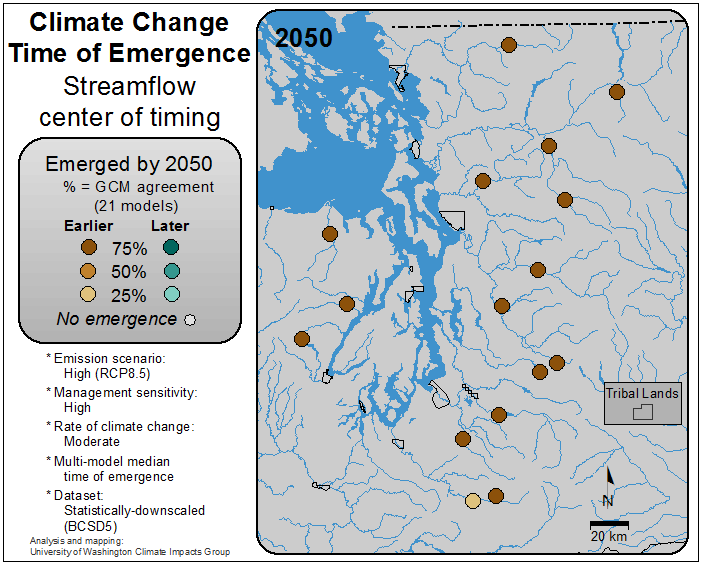 Climate Change
Time of Emergence
Streamflow
center of timing
Emerged by 2050
% = GCM agreement
(21 models)
Earlier Later
75%
50%
25%
No emergence
* Emission scenario:
High (RCP8.5)
* Management sensitivity:
High
* Rate of climate change:
Moderate
* Multi-model median
time of emergence
* Dataset:
Statistically-downscaled
(BCSD5)
Analysis and mapping:
University of Washington Climate Impacts Group
2050
Tribal Lands
N
20 km